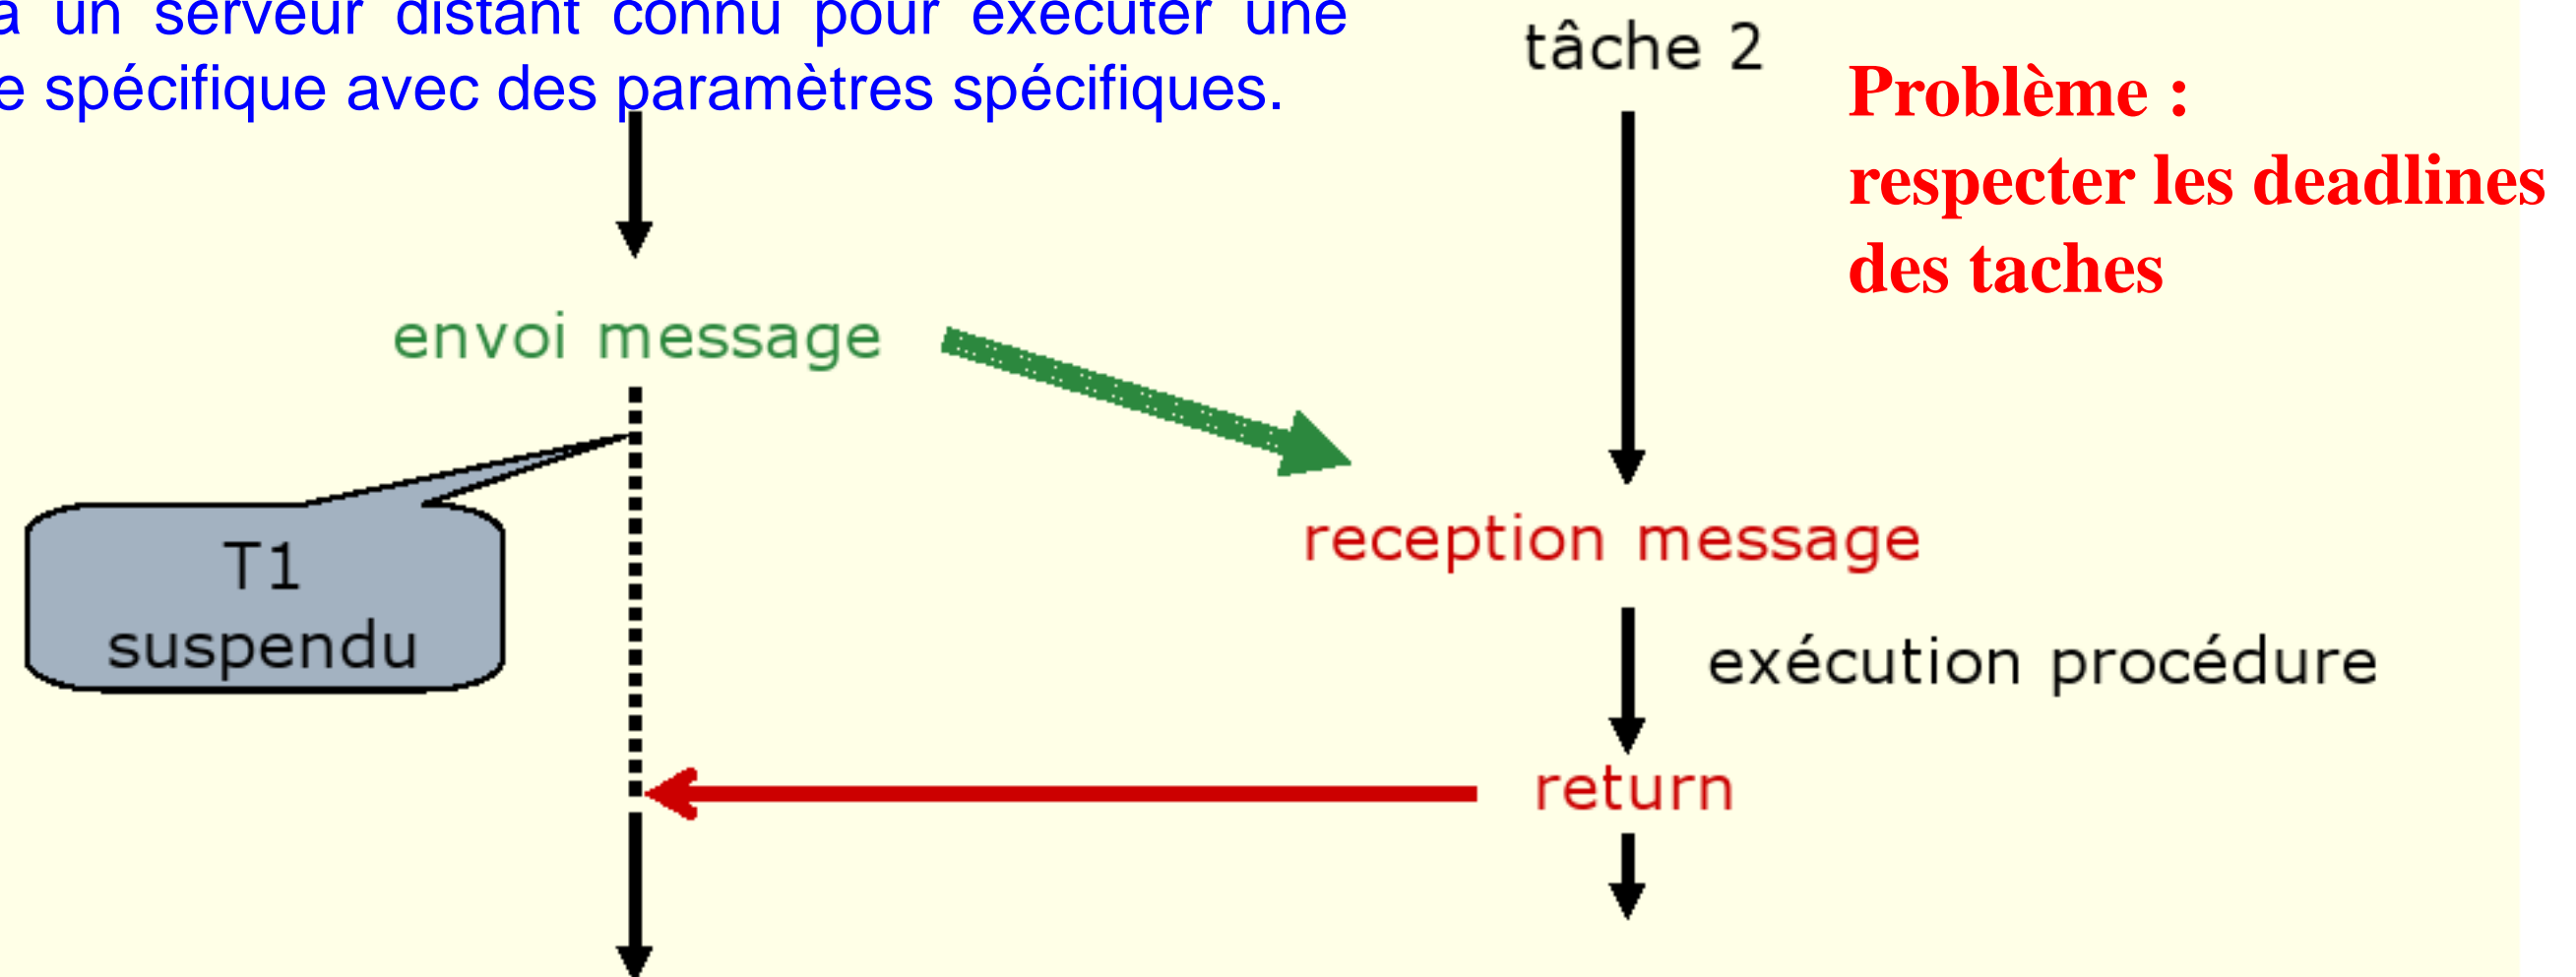 à un serveur distant connu pour exécuter une
e spécifique avec des paramètres spécifiques.
tâche 2
Problème :
respecter les deadlines
des taches
envoi message
T1
suspendu
reception message
exécution procédure
return